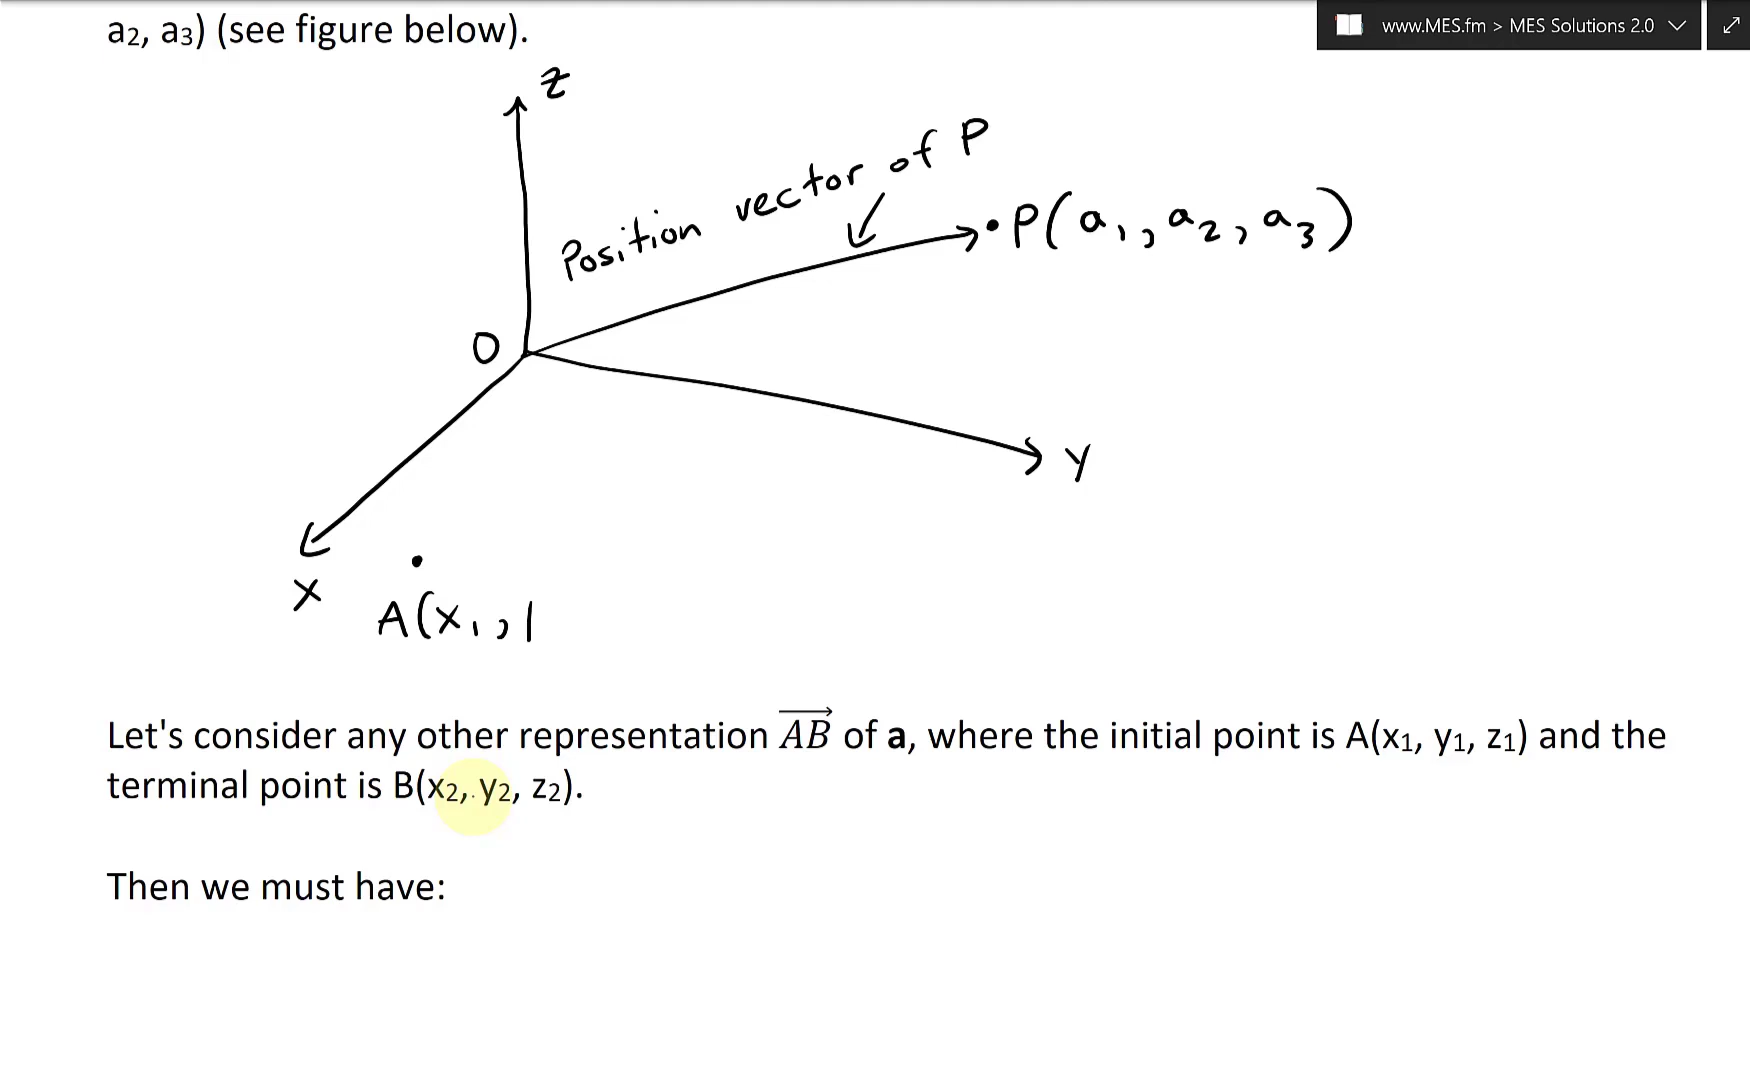 a2, a3) (see figure below).
www.MES.fm > MES Solutions 2.0
z
Position vector of P
P(a1, a2, a3)
O
y
x
A(x1, 
Let's consider any other representation AB of a, where the initial point is A(x1, y1, z1) and the
terminal point is B(x2, y2, z2).
Then we must have: